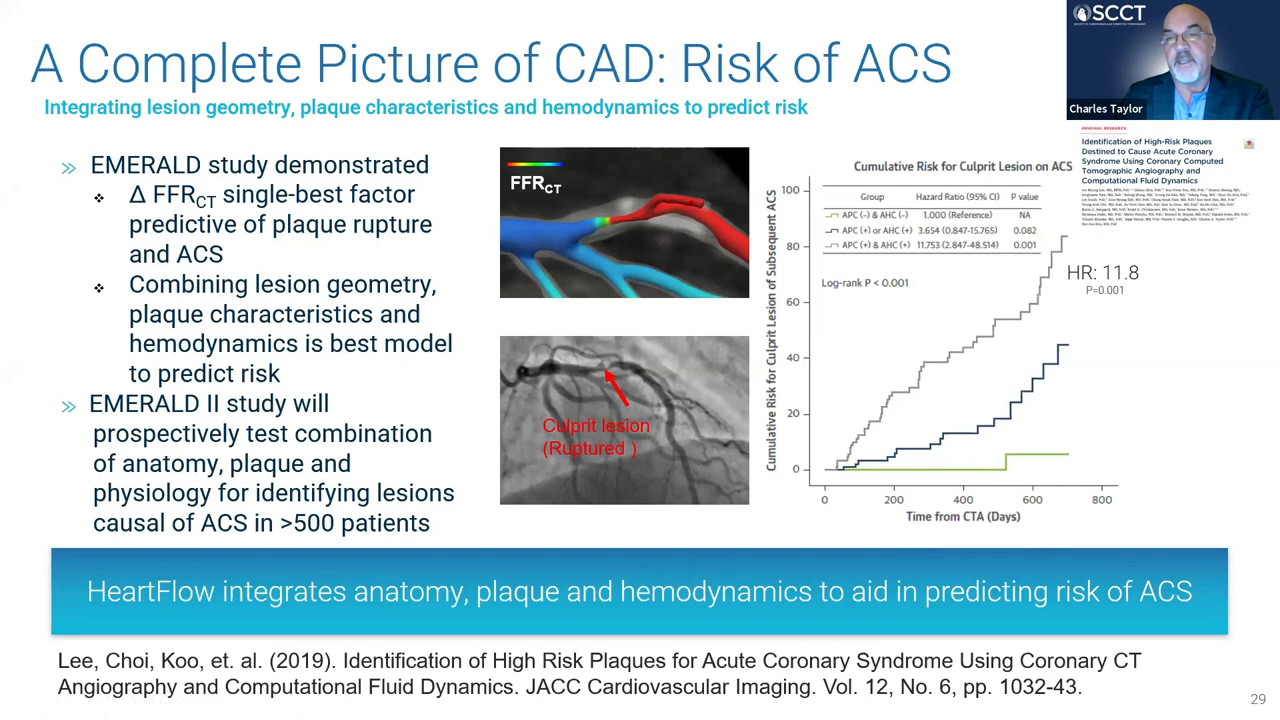 A Complete Picture of CAD: Risk of ACS
Integrating lesion geometry, plaque characteristics and hemodynamics to predict risk
» EMERALD study demonstrated
❖ Δ FFRCT single-best factor
predictive of plaque rupture
and ACS
❖ Combining lesion geometry,
plaque characteristics and
hemodynamics is best model
to predict risk
» EMERALD II study will
prospectively test combination
of anatomy, plaque and
physiology for identifying lesions
causal of ACS in >500 patients
FFRCT
Culprit lesion
(Ruptured )
Cumulative Risk for Culprit Lesion on ACS
Group Hazard Ratio (95% CI) P value
APC (-) & AHC (-) 1.000 (Reference) NA
APC (+) or AHC (+) 3.654 (0.847-15.765) 0.082
APC (+) & AHC (+) 11.753 (2.847-48.514) 0.001
Log-rank P < 0.001
Cumulative Risk for Culprit Lesion of Subsequent ACS
100
80
60
40
20
0
0 200 400 600 800
Time from CTA (Days)
HR: 11.8
P=0.001
SCCT
Charles Taylor
ORIGINAL RESEARCH
Identification of High-Risk Plaques
Destined to Cause Acute Coronary
Syndrome Using Coronary Computed
Tomographic Angiography and
Computational Fluid Dynamics
HeartFlow integrates anatomy, plaque and hemodynamics to aid in predicting risk of ACS
Lee, Choi, Koo, et. al. (2019). Identification of High Risk Plaques for Acute Coronary Syndrome Using Coronary CT
Angiography and Computational Fluid Dynamics. JACC Cardiovascular Imaging. Vol. 12, No. 6, pp. 1032-43.
29